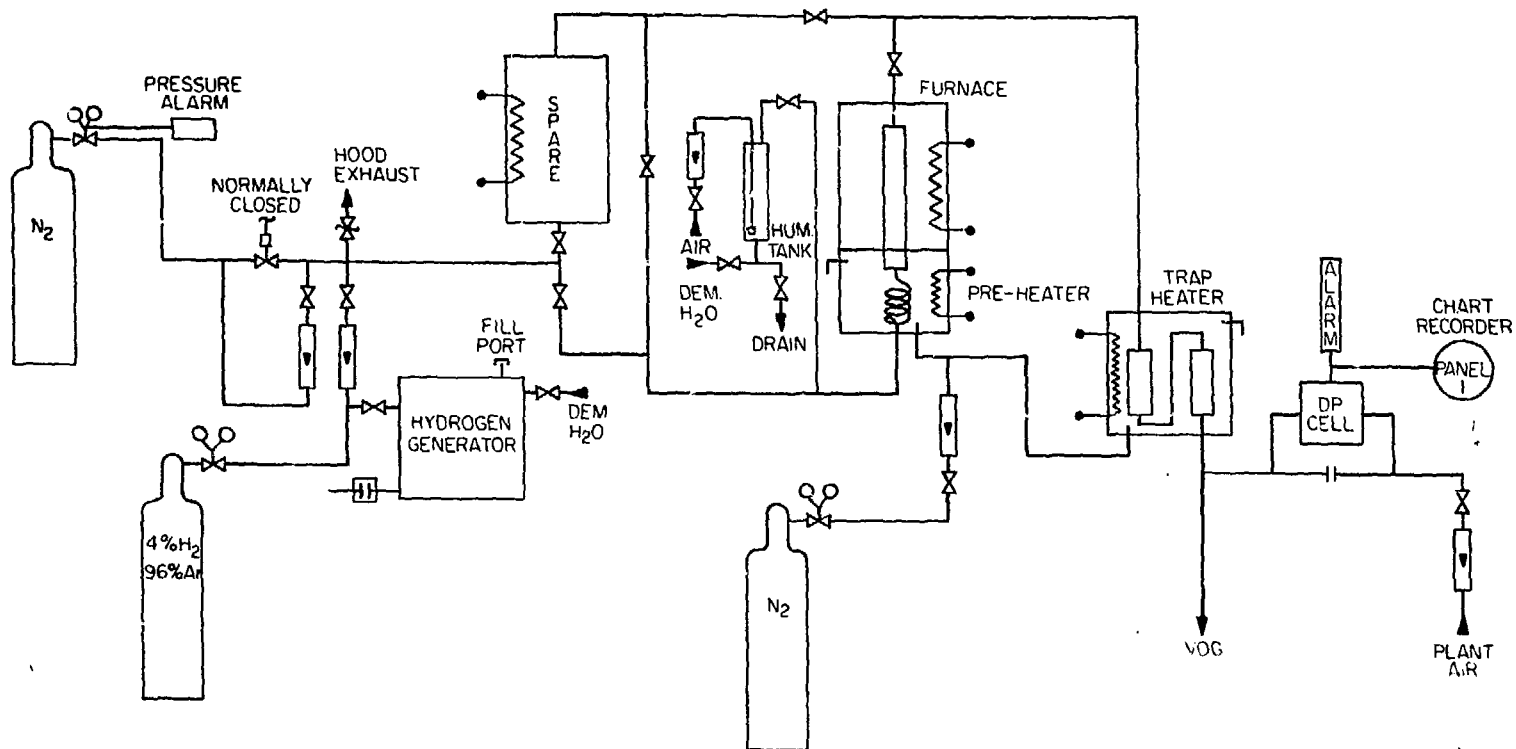 PRESSURE
ALARM
N2
NORMALLY
CLOSED
HOOD
EXHAUST
SPARE
AIR
HUM.
TANK
DEM.
H2O
DRAIN
FURNACE
PRE-HEATER
TRAP
HEATER
ALARM
CHART
RECORDER
PANEL
1
DP
CELL
FILL
PORT
HYDROGEN
GENERATOR
DEM
H2O
4%H2
96%Ar
N2
VOG
PLANT
AIR